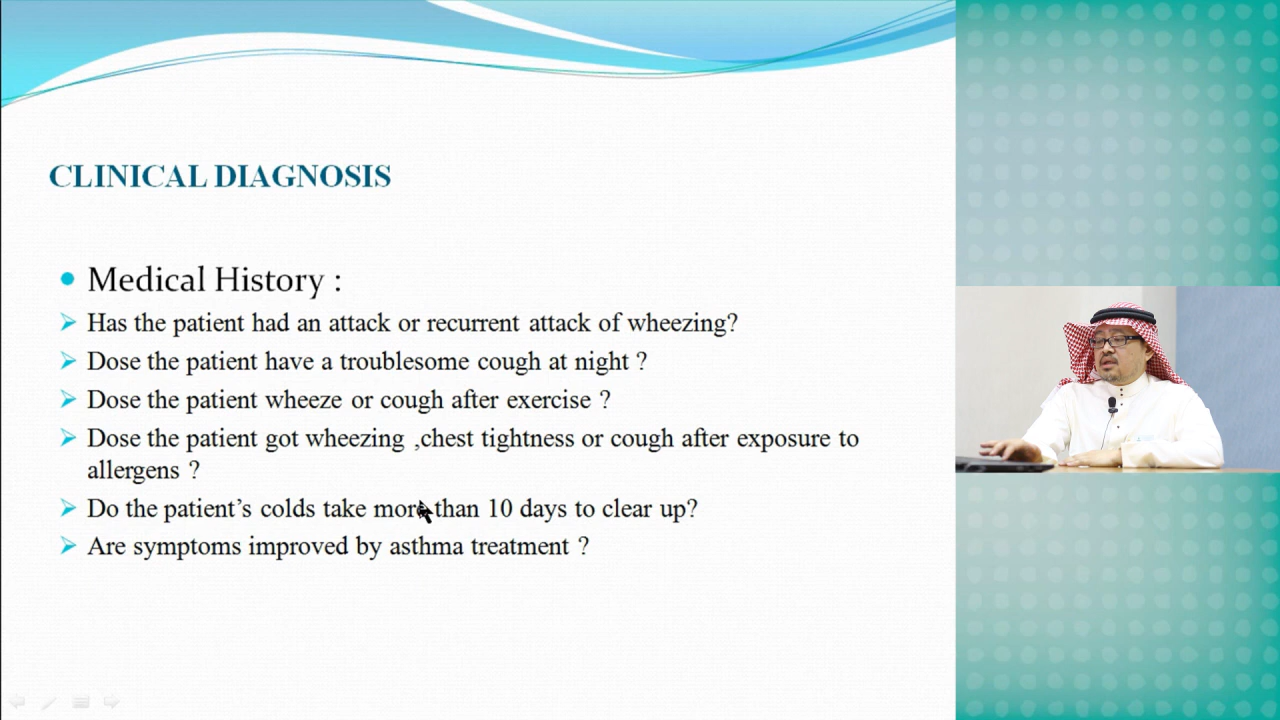 CLINICAL DIAGNOSIS
Medical History :
Has the patient had an attack or recurrent attack of wheezing?
Dose the patient have a troublesome cough at night ?
Dose the patient wheeze or cough after exercise ?
Dose the patient got wheezing ,chest tightness or cough after exposure to
allergens ?
Do the patient’s colds take more than 10 days to clear up?
Are symptoms improved by asthma treatment ?